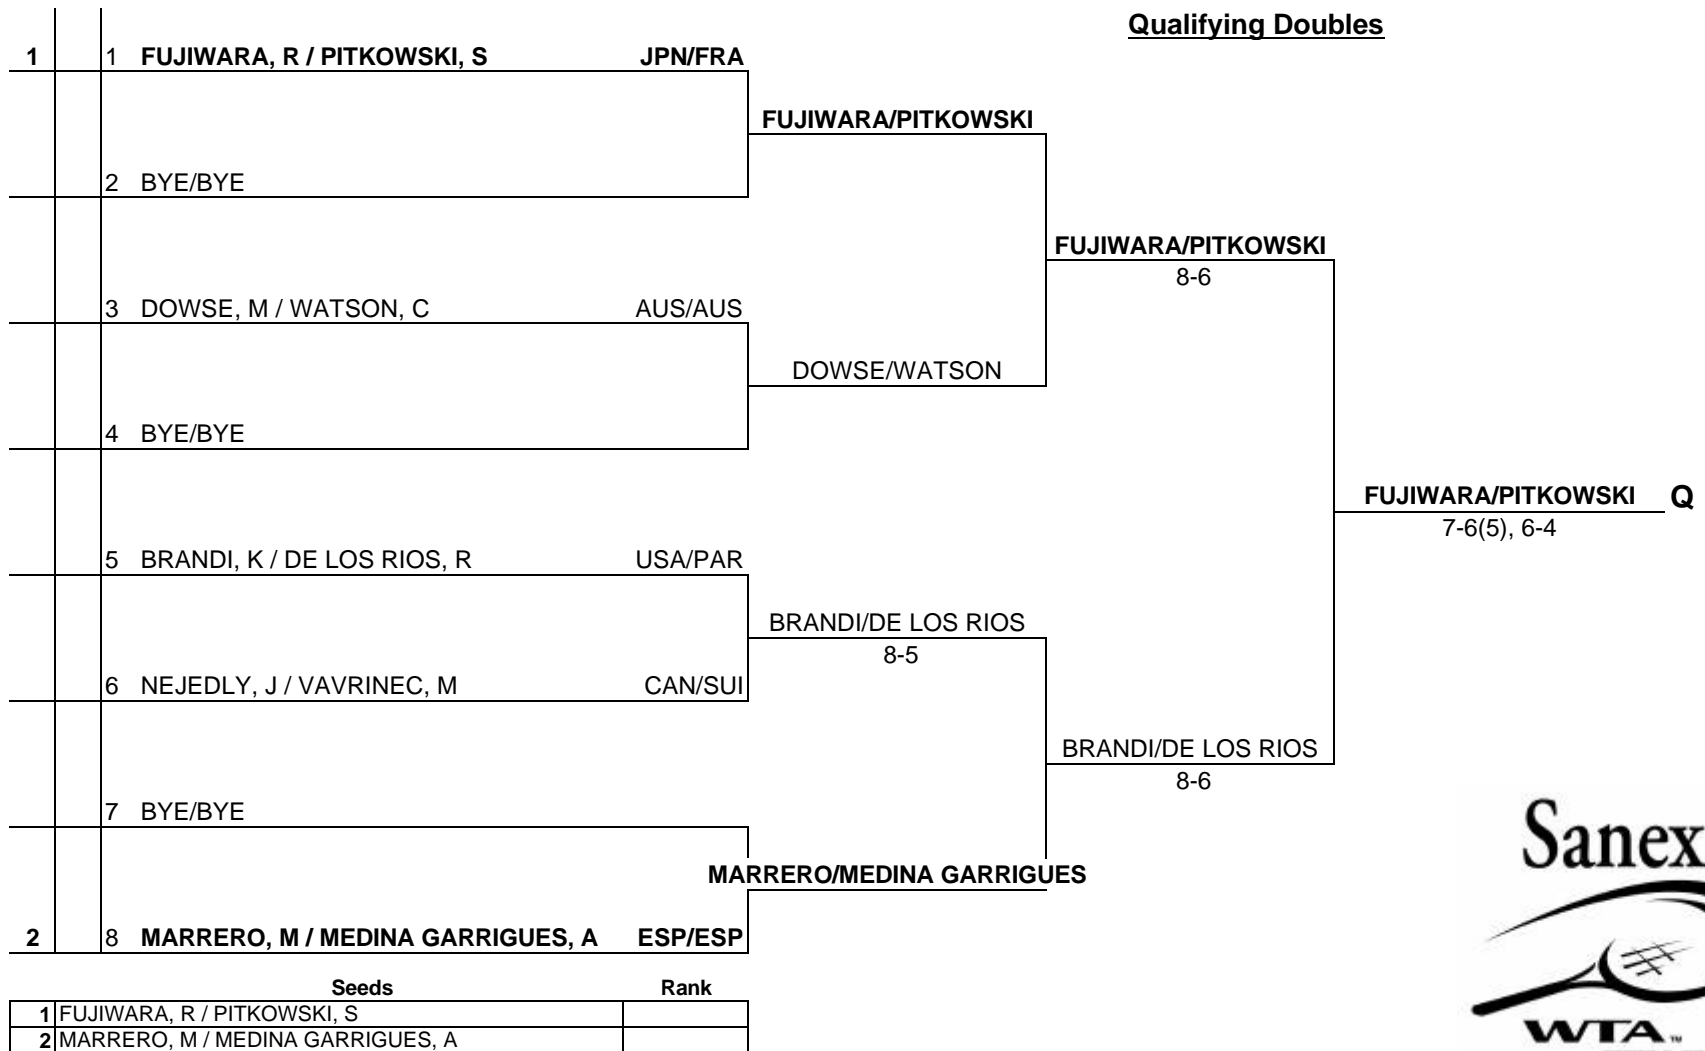 Qualifying Doubles
1 1 FUJIWARA, R / PITKOWSKI, S JPN/FRA
FUJIWARA/PITKOWSKI
2 BYE/BYE
FUJIWARA/PITKOWSKI
8-6
3 DOWSE, M / WATSON, C AUS/AUS
DOWSE/WATSON
4 BYE/BYE
FUJIWARA/PITKOWSKI Q
7-6(5), 6-4
5 BRANDI, K / DE LOS RIOS, R USA/PAR
BRANDI/DE LOS RIOS
8-5
6 NEJEDLY, J / VAVRINEC, M CAN/SUI
BRANDI/DE LOS RIOS
8-6
7 BYE/BYE
MARRERO/MEDINA GARRIGUES
2 8 MARRERO, M / MEDINA GARRIGUES, A ESP/ESP
Seeds Rank
1 FUJIWARA, R / PITKOWSKI, S
2 MARRERO, M / MEDINA GARRIGUES, A
Sanex
WTA™